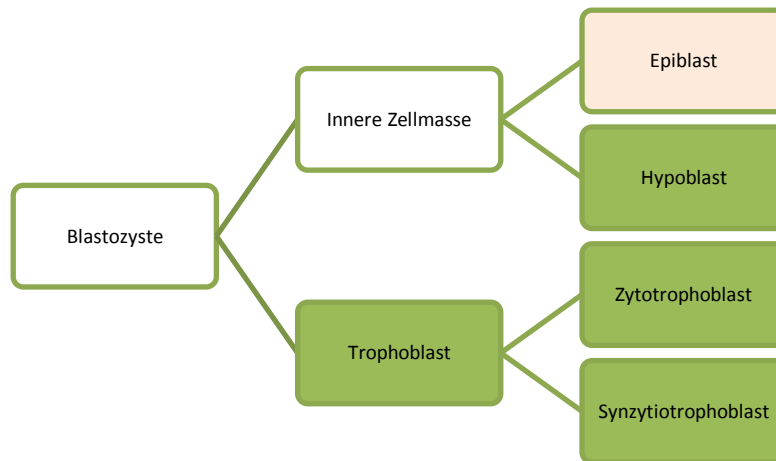 Epiblast
Innere Zellmasse
Hypoblast
Blastozyste
Zytotrophoblast
Trophoblast
Synzytiotrophoblast